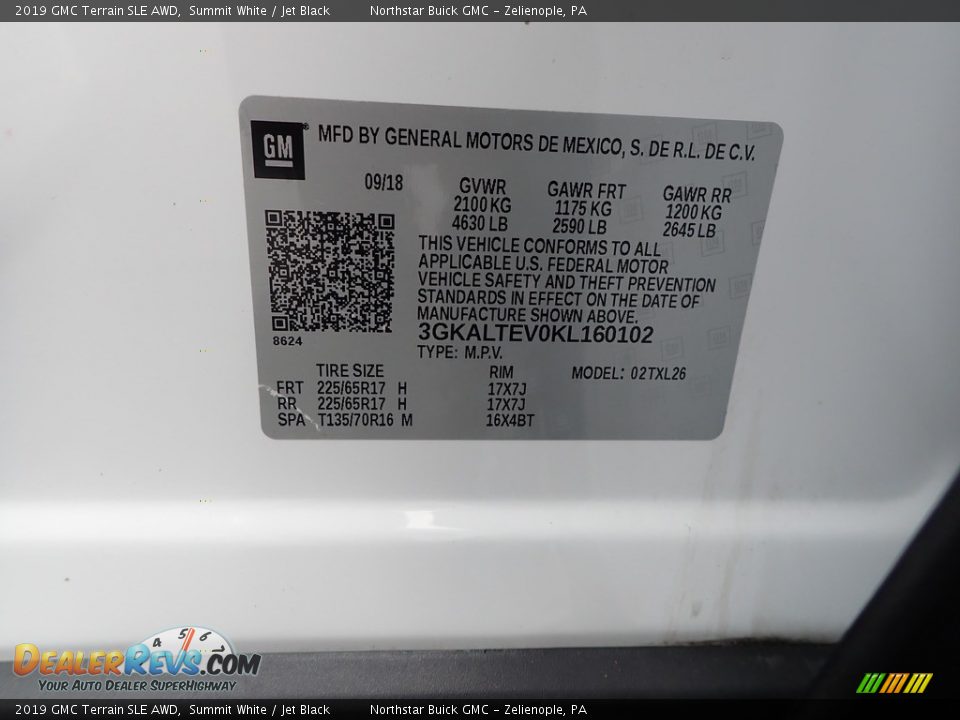 2019 GMC Terrain SLE AWD, Summit White / Jet Black Northstar Buick GMC - Zelienople, PA
GM ® MFD BY GENERAL MOTORS DE MEXICO, S. DE R.L. DE C.V.
09/18 GVWR GAWR FRT GAWR RR
2100 KG 1175 KG 1200 KG
4630 LB 2590 LB 2645 LB
THIS VEHICLE CONFORMS TO ALL
APPLICABLE U.S. FEDERAL MOTOR
VEHICLE SAFETY AND THEFT PREVENTION
STANDARDS IN EFFECT ON THE DATE OF
MANUFACTURE SHOWN ABOVE.
3GKALTEV0KL160102
8624
TYPE: M.P.V.
TIRE SIZE RIM MODEL: 02TXL26
FRT 225/65R17 H 17X7J
RR 225/65R17 H 17X7J
SPA T135/70R16 M 16X4BT
4 5 6 7
DEALERREVS.COM
YOUR AUTO DEALER SUPERHIGHWAY
2019 GMC Terrain SLE AWD, Summit White / Jet Black Northstar Buick GMC - Zelienople, PA